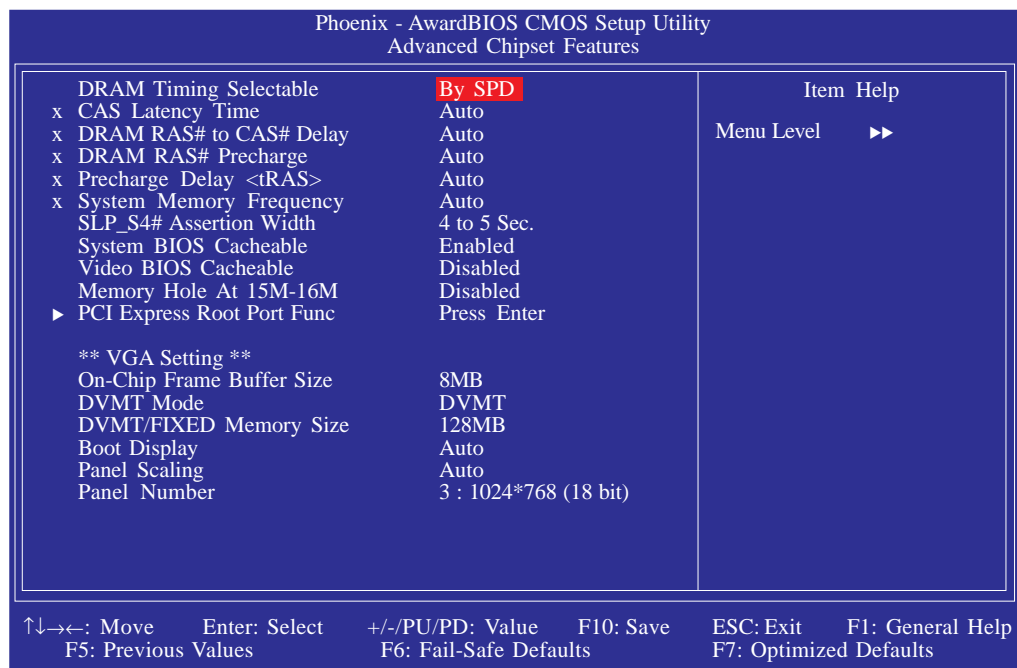 Phoenix - AwardBIOS CMOS Setup Utility
Advanced Chipset Features
DRAM Timing Selectable By SPD
x CAS Latency Time Auto
x DRAM RAS# to CAS# Delay Auto
x DRAM RAS# Precharge Auto
x Precharge Delay <tRAS> Auto
x System Memory Frequency Auto
SLP_S4# Assertion Width 4 to 5 Sec.
System BIOS Cacheable Enabled
Video BIOS Cacheable Disabled
Memory Hole At 15M-16M Disabled
▶ PCI Express Root Port Func Press Enter
** VGA Setting **
On-Chip Frame Buffer Size 8MB
DVMT Mode DVMT
DVMT/FIXED Memory Size 128MB
Boot Display Auto
Panel Scaling Auto
Panel Number 3 : 1024*768 (18 bit)
Item Help
Menu Level ▶▶
↑↓→←: Move Enter: Select +/-/PU/PD: Value F10: Save ESC: Exit F1: General Help
F5: Previous Values F6: Fail-Safe Defaults F7: Optimized Defaults